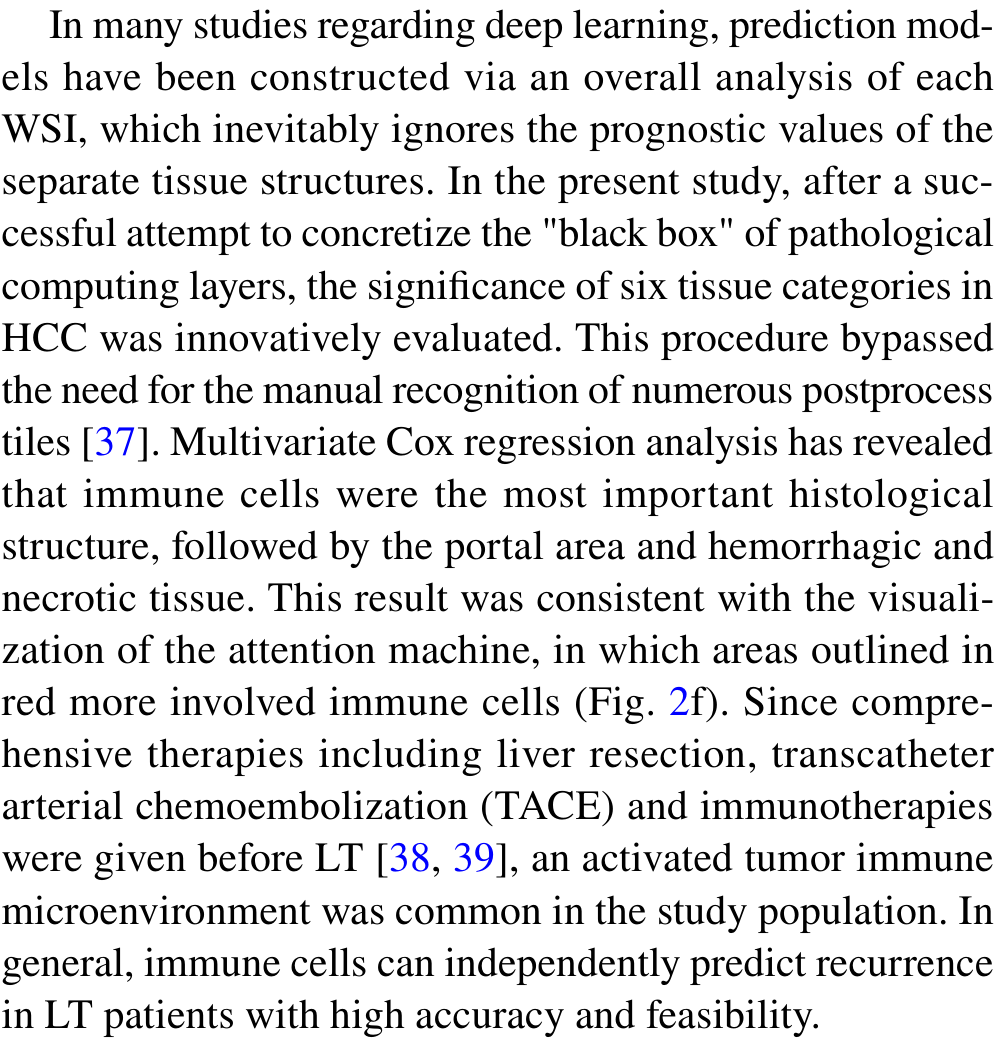 In many studies regarding deep learning, prediction mod-
els have been constructed via an overall analysis of each
WSI, which inevitably ignores the prognostic values of the
separate tissue structures. In the present study, after a suc-
cessful attempt to concretize the "black box" of pathological
computing layers, the significance of six tissue categories in
HCC was innovatively evaluated. This procedure bypassed
the need for the manual recognition of numerous postprocess
tiles [37]. Multivariate Cox regression analysis has revealed
that immune cells were the most important histological
structure, followed by the portal area and hemorrhagic and
necrotic tissue. This result was consistent with the visuali-
zation of the attention machine, in which areas outlined in
red more involved immune cells (Fig. 2f). Since compre-
hensive therapies including liver resection, transcatheter
arterial chemoembolization (TACE) and immunotherapies
were given before LT [38, 39], an activated tumor immune
microenvironment was common in the study population. In
general, immune cells can independently predict recurrence
in LT patients with high accuracy and feasibility.